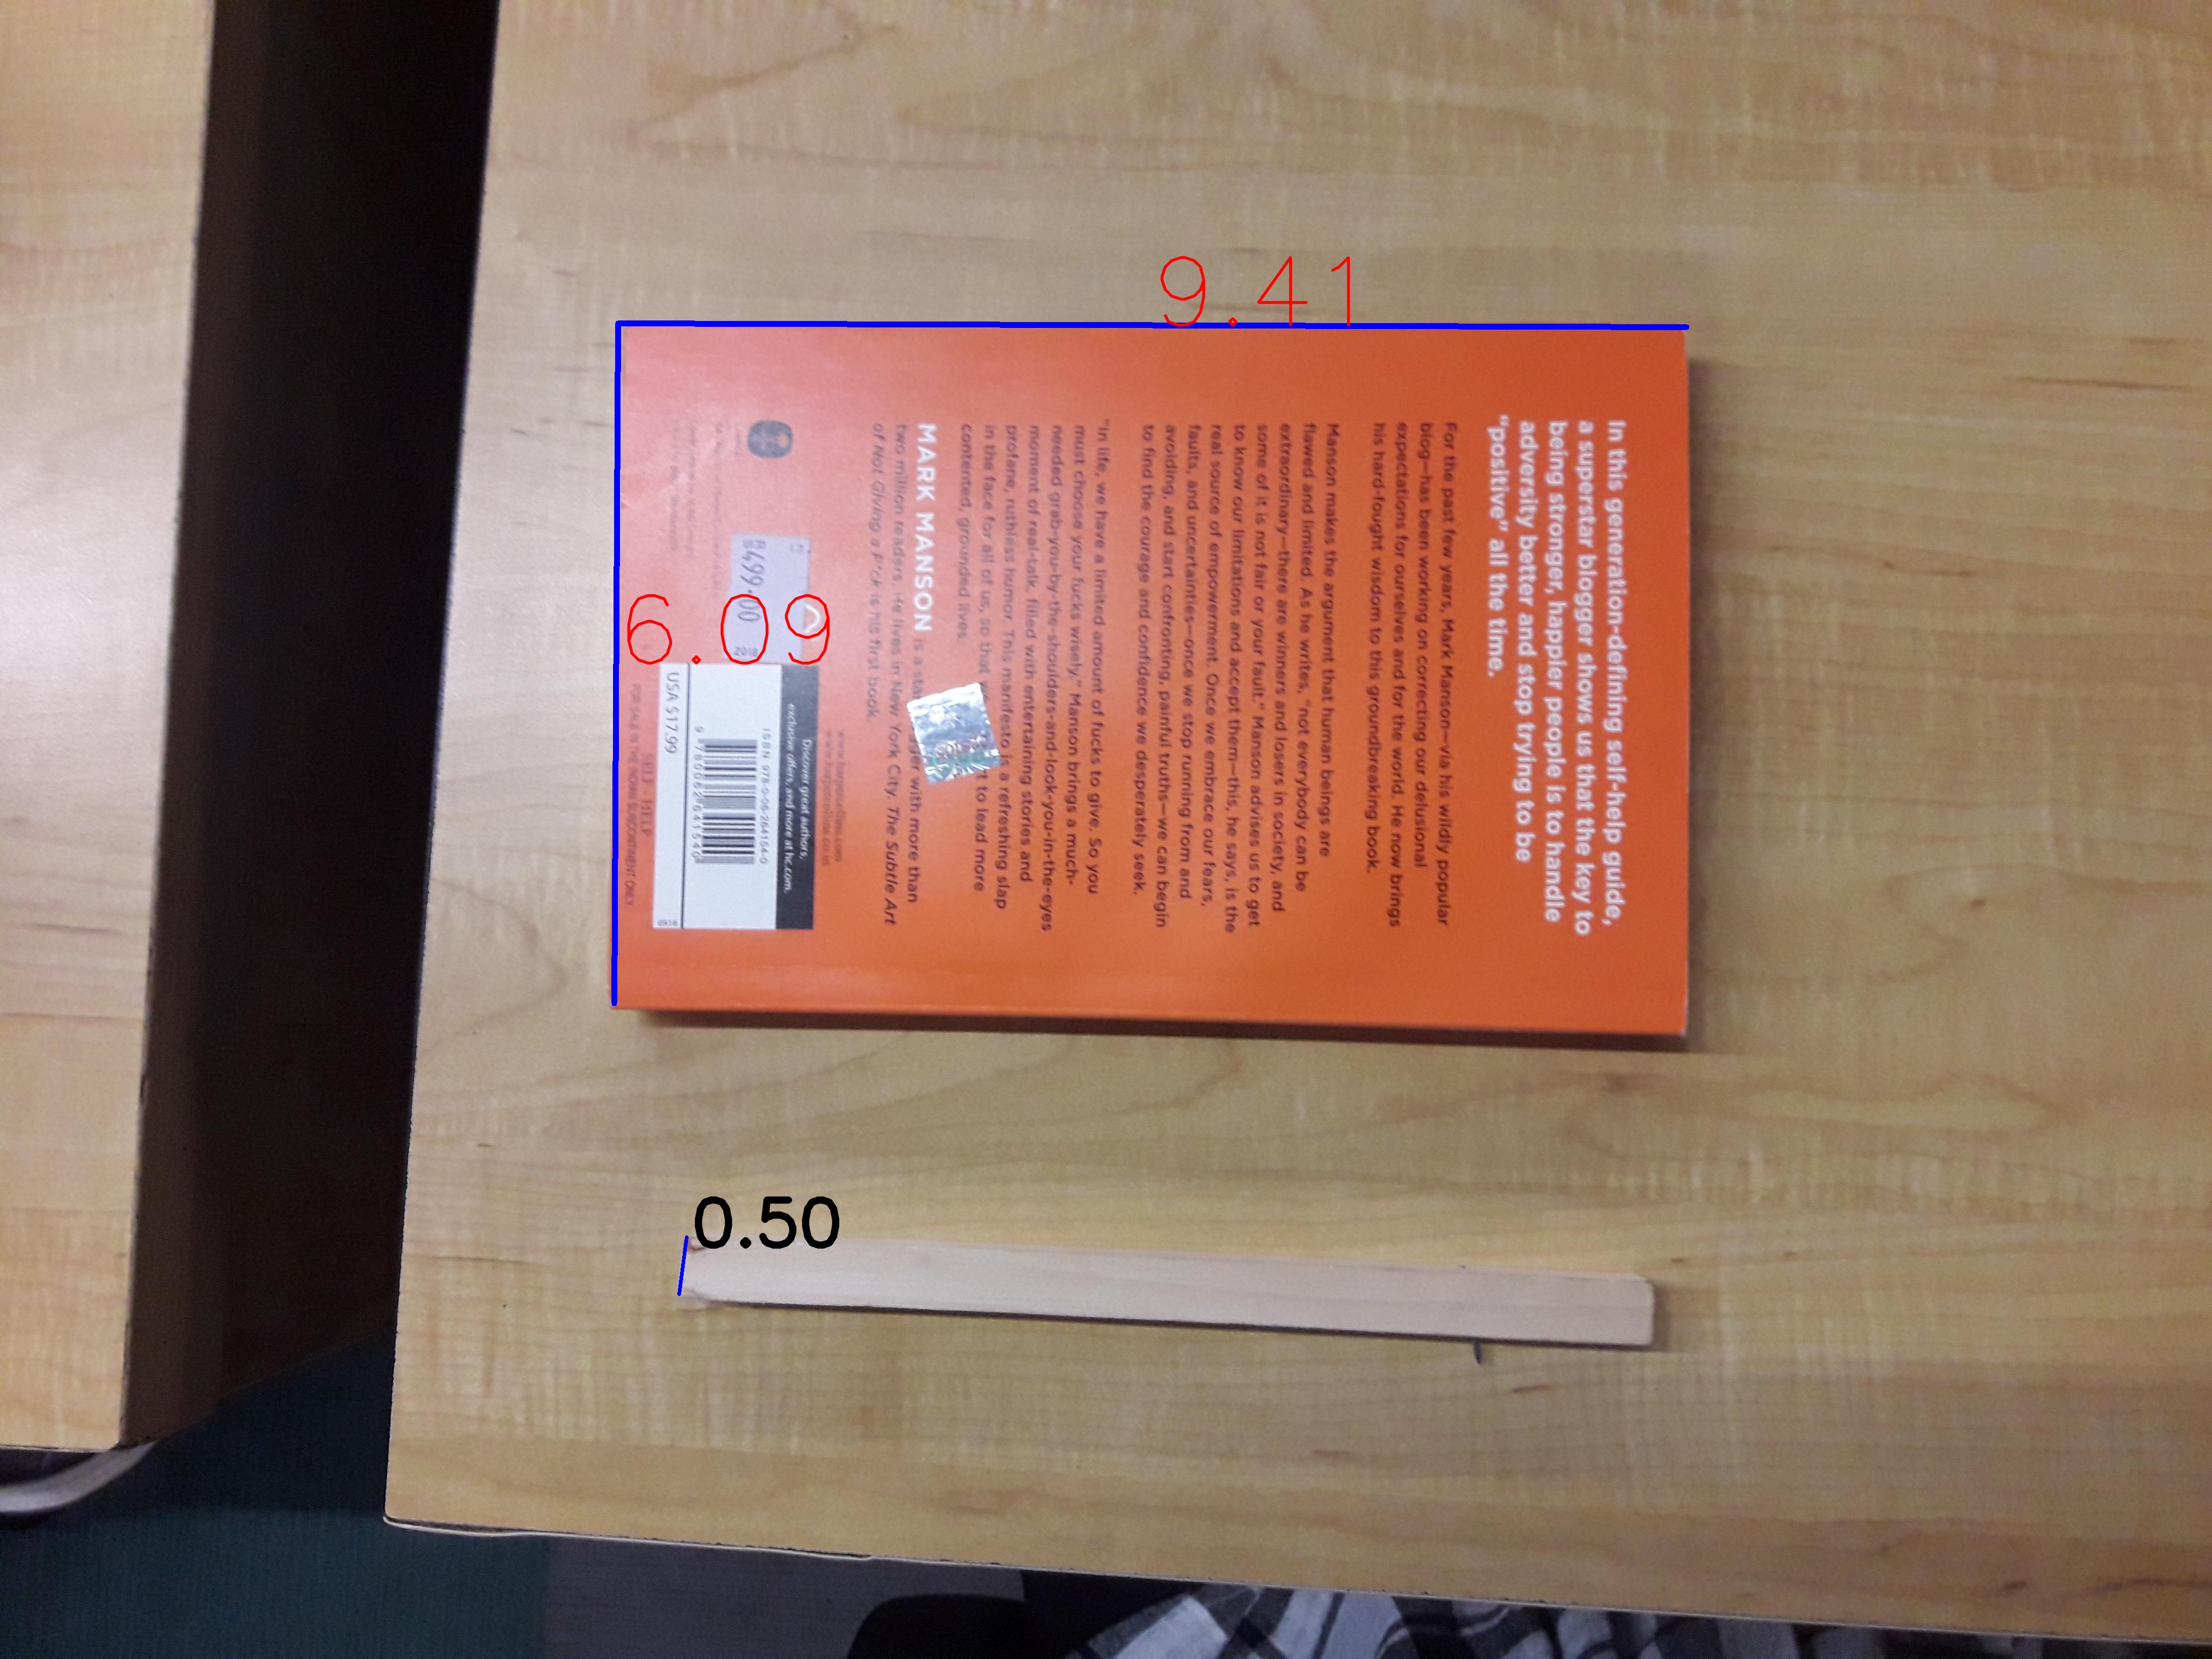 9.41
In this generation-defining self-help guide,
a superstar blogger shows us that the key to
being stronger, happier people is to handle
adversity better and stop trying to be
“positive” all the time.
For the past few years, Mark Manson—via his wildly popular
blog—has been working on correcting our delusional
expectations for ourselves and for the world. He now brings
his hard-fought wisdom to this groundbreaking book.
Manson makes the argument that human beings are
flawed and limited. As he writes, “not everybody can be
extraordinary—there are winners and losers in society, and
some of it is not fair or your fault.” Manson advises us to get
to know our limitations and accept them—this, he says, is the
real source of empowerment. Once we embrace our fears,
faults, and uncertainties—once we stop running from and
avoiding, and start confronting, painful truths—we can begin
to find the courage and confidence we desperately seek.
“In life, we have a limited amount of fucks to give. So you
must choose your fucks wisely.” Manson brings a much-
needed grab-you-by-the-shoulders-and-look-you-in-the-eyes
moment of real-talk, filled with entertaining stories and
profane, ruthless humor. This manifesto is a refreshing slap
in the face for all of us, so that to lead more
contented, grounded lives.
MARK MANSON is a with more than
two million readers. He lives in New York City. The Subtle Art
of Not Giving a F*ck is his first book.
www.harpercollins.com
www.harpercollins.co.in
Discover great authors,
exclusive offers, and more at hc.com.
ISBN 978-0-06-264154-0
9 780062 641540
USA $17.99
0916
SELF-HELP
FOR SALE IN THE INDIAN SUBCONTINENT ONLY
499.00
6.09
0.50